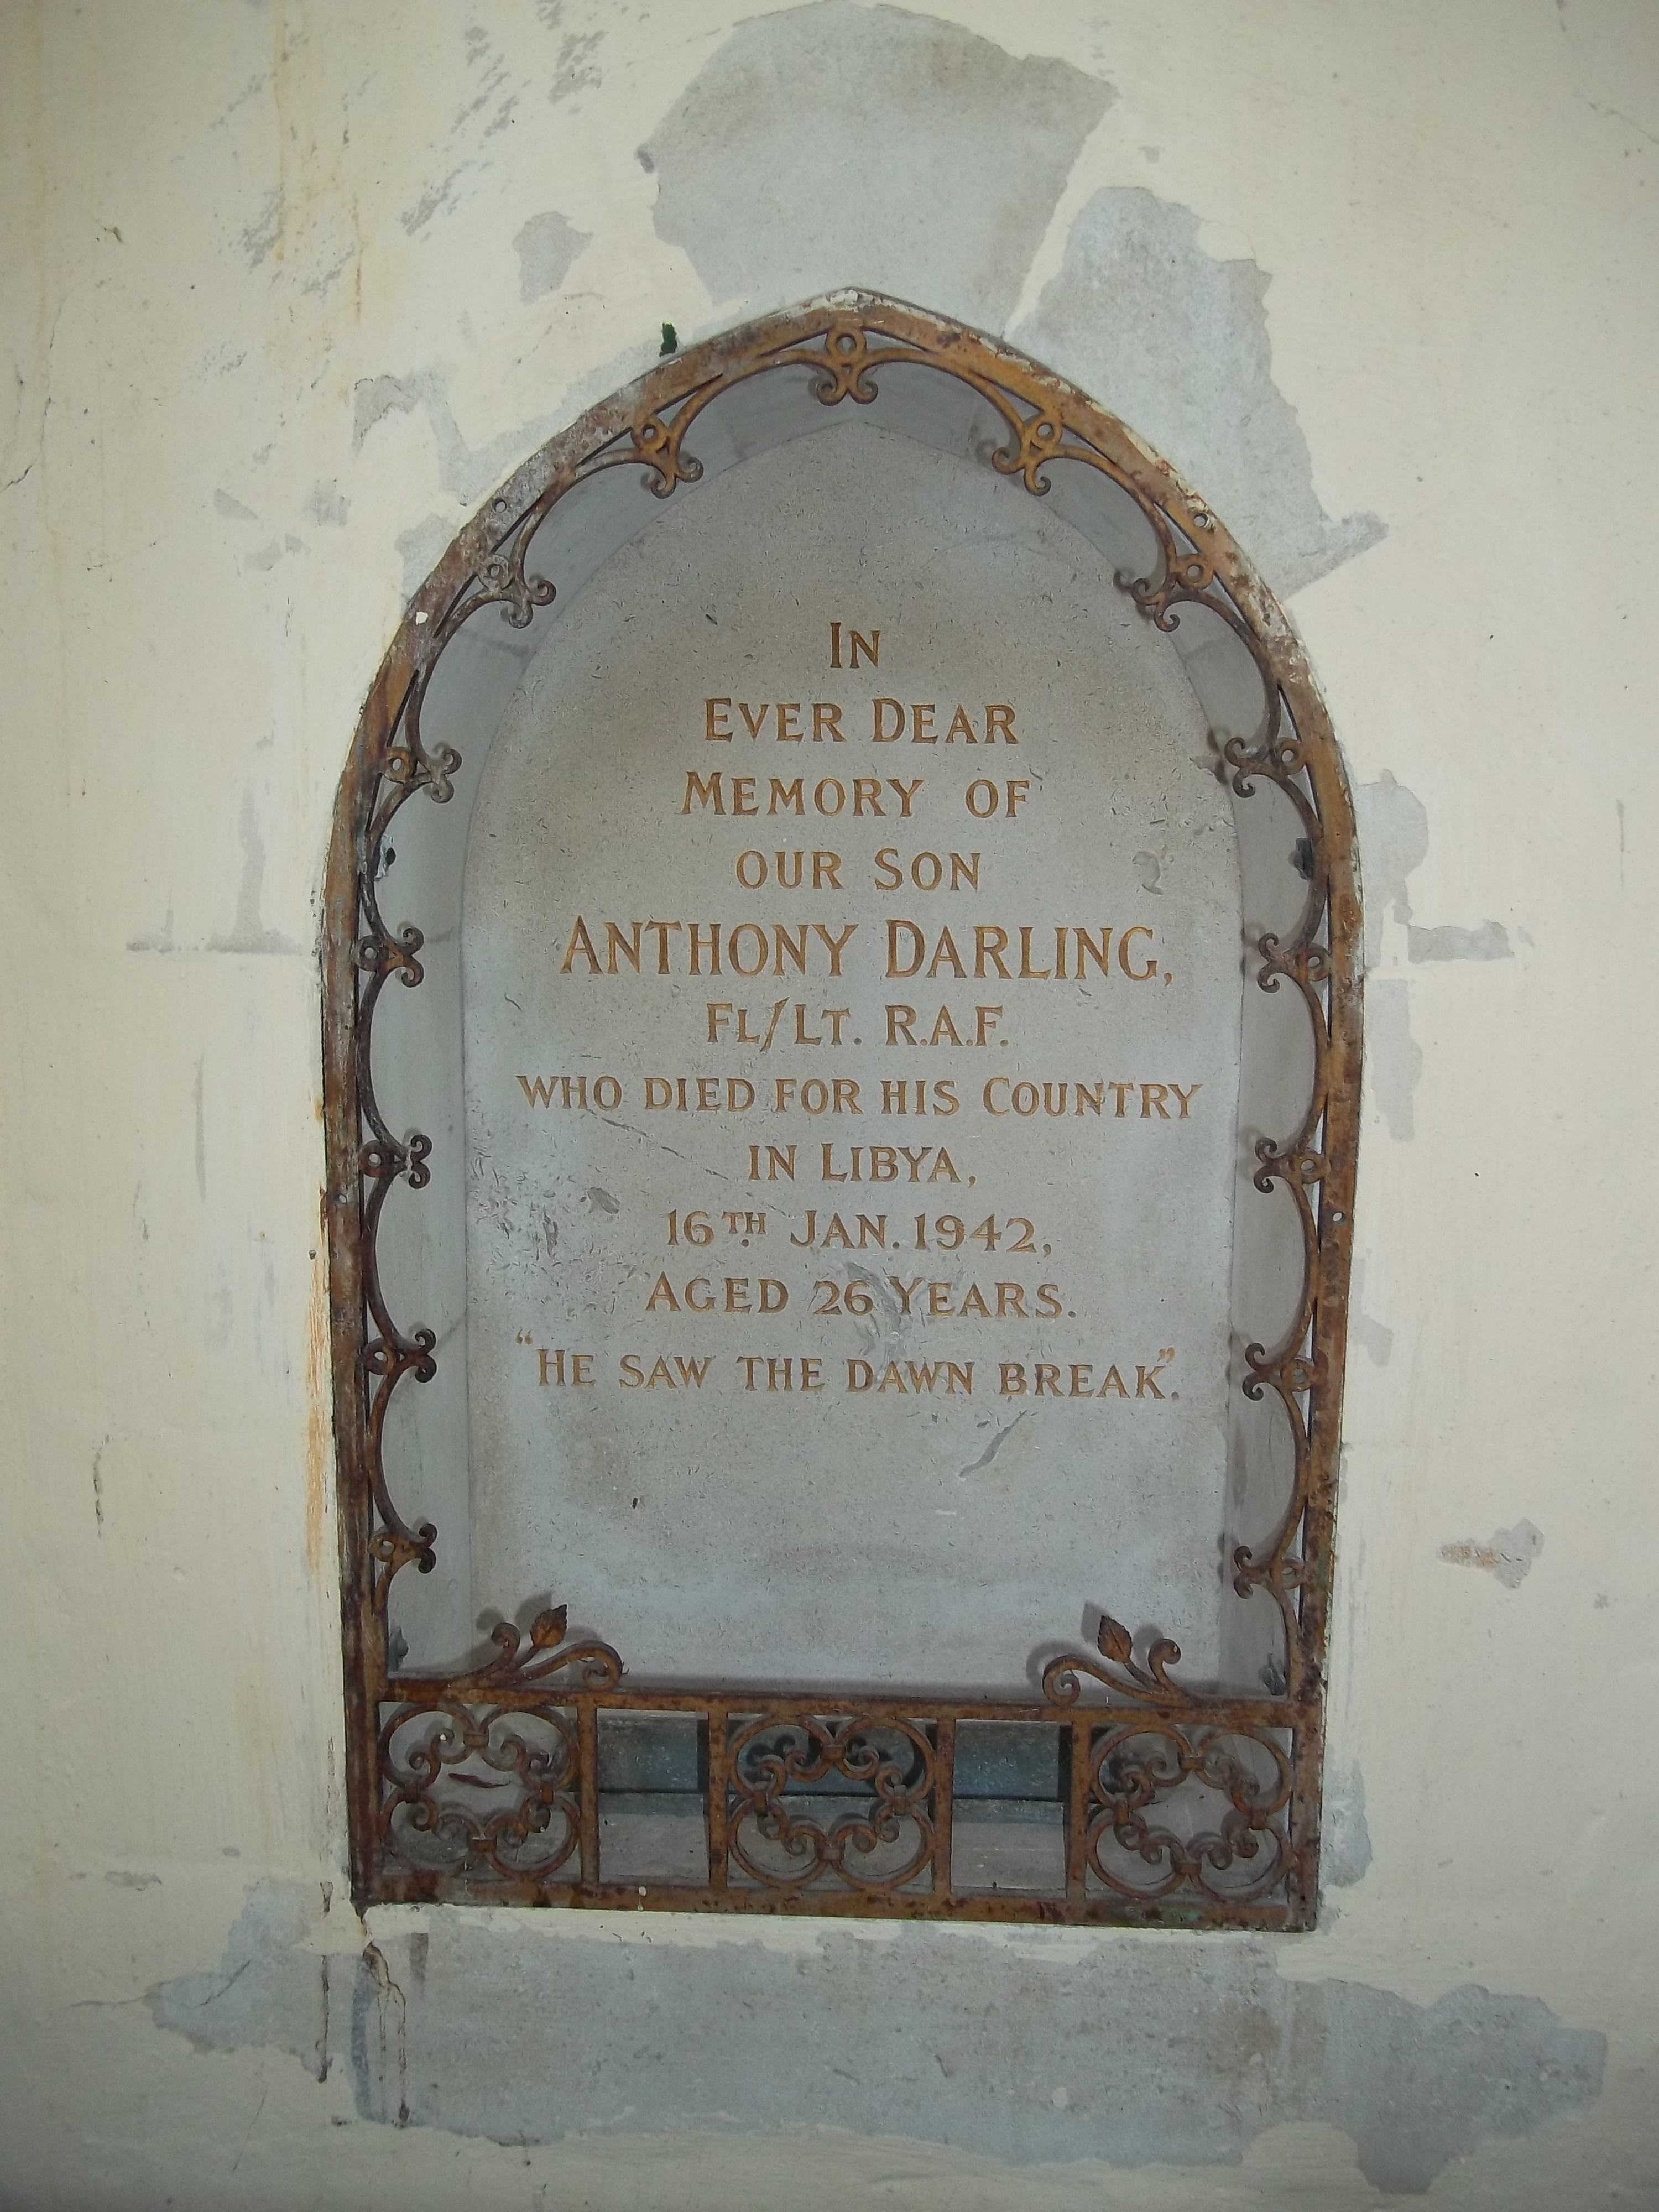 IN
EVER DEAR
MEMORY OF
OUR SON
ANTHONY DARLING,
FL/LT. R.A.F.
WHO DIED FOR HIS COUNTRY
IN LIBYA,
16TH JAN. 1942,
AGED 26 YEARS.
"HE SAW THE DAWN BREAK".